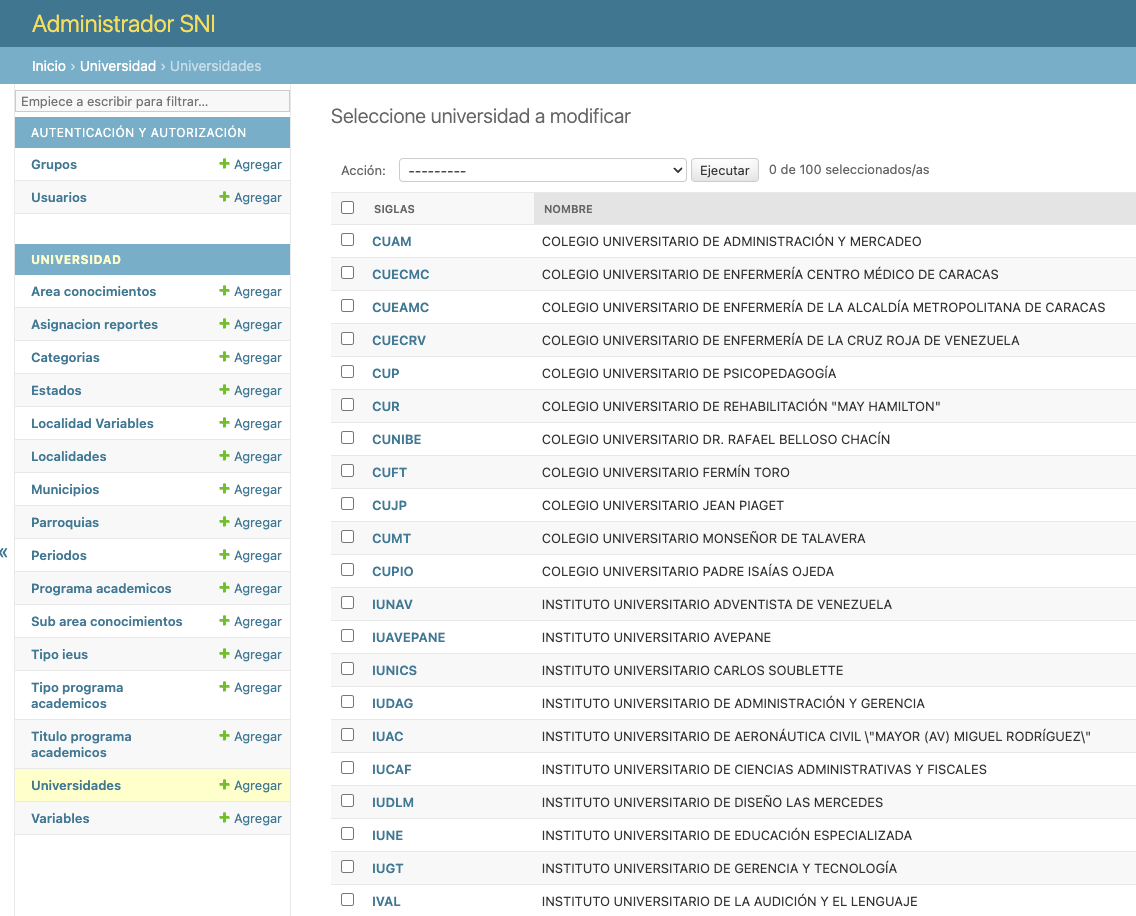 Administrador SNI
Inicio › Universidad › Universidades
Empiece a escribir para filtrar...
AUTENTICACIÓN Y AUTORIZACIÓN
Grupos + Agregar
Usuarios + Agregar
UNIVERSIDAD
Area conocimientos + Agregar
Asignacion reportes + Agregar
Categorias + Agregar
Estados + Agregar
Localidad Variables + Agregar
Localidades + Agregar
Municipios + Agregar
Parroquias + Agregar
Periodos + Agregar
Programa academicos + Agregar
Sub area conocimientos + Agregar
Tipo ieus + Agregar
Tipo programa + Agregar
academicos
Titulo programa + Agregar
academicos
Universidades + Agregar
Variables + Agregar
«
Seleccione universidad a modificar
Acción: --------- Ejecutar 0 de 100 seleccionados/as
SIGLAS NOMBRE
CUAM COLEGIO UNIVERSITARIO DE ADMINISTRACIÓN Y MERCADEO
CUECMC COLEGIO UNIVERSITARIO DE ENFERMERÍA CENTRO MÉDICO DE CARACAS
CUEAMC COLEGIO UNIVERSITARIO DE ENFERMERÍA DE LA ALCALDÍA METROPOLITANA DE CARACAS
CUECRV COLEGIO UNIVERSITARIO DE ENFERMERÍA DE LA CRUZ ROJA DE VENEZUELA
CUP COLEGIO UNIVERSITARIO DE PSICOPEDAGOGÍA
CUR COLEGIO UNIVERSITARIO DE REHABILITACIÓN "MAY HAMILTON"
CUNIBE COLEGIO UNIVERSITARIO DR. RAFAEL BELLOSO CHACÍN
CUFT COLEGIO UNIVERSITARIO FERMÍN TORO
CUJP COLEGIO UNIVERSITARIO JEAN PIAGET
CUMT COLEGIO UNIVERSITARIO MONSEÑOR DE TALAVERA
CUPIO COLEGIO UNIVERSITARIO PADRE ISAÍAS OJEDA
IUNAV INSTITUTO UNIVERSITARIO ADVENTISTA DE VENEZUELA
IUAVEPANE INSTITUTO UNIVERSITARIO AVEPANE
IUNICS INSTITUTO UNIVERSITARIO CARLOS SOUBLETTE
IUDAG INSTITUTO UNIVERSITARIO DE ADMINISTRACIÓN Y GERENCIA
IUAC INSTITUTO UNIVERSITARIO DE AERONÁUTICA CIVIL \"MAYOR (AV) MIGUEL RODRÍGUEZ\"
IUCAF INSTITUTO UNIVERSITARIO DE CIENCIAS ADMINISTRATIVAS Y FISCALES
IUDLM INSTITUTO UNIVERSITARIO DE DISEÑO LAS MERCEDES
IUNE INSTITUTO UNIVERSITARIO DE EDUCACIÓN ESPECIALIZADA
IUGT INSTITUTO UNIVERSITARIO DE GERENCIA Y TECNOLOGÍA
IVAL INSTITUTO UNIVERSITARIO DE LA AUDICIÓN Y EL LENGUAJE